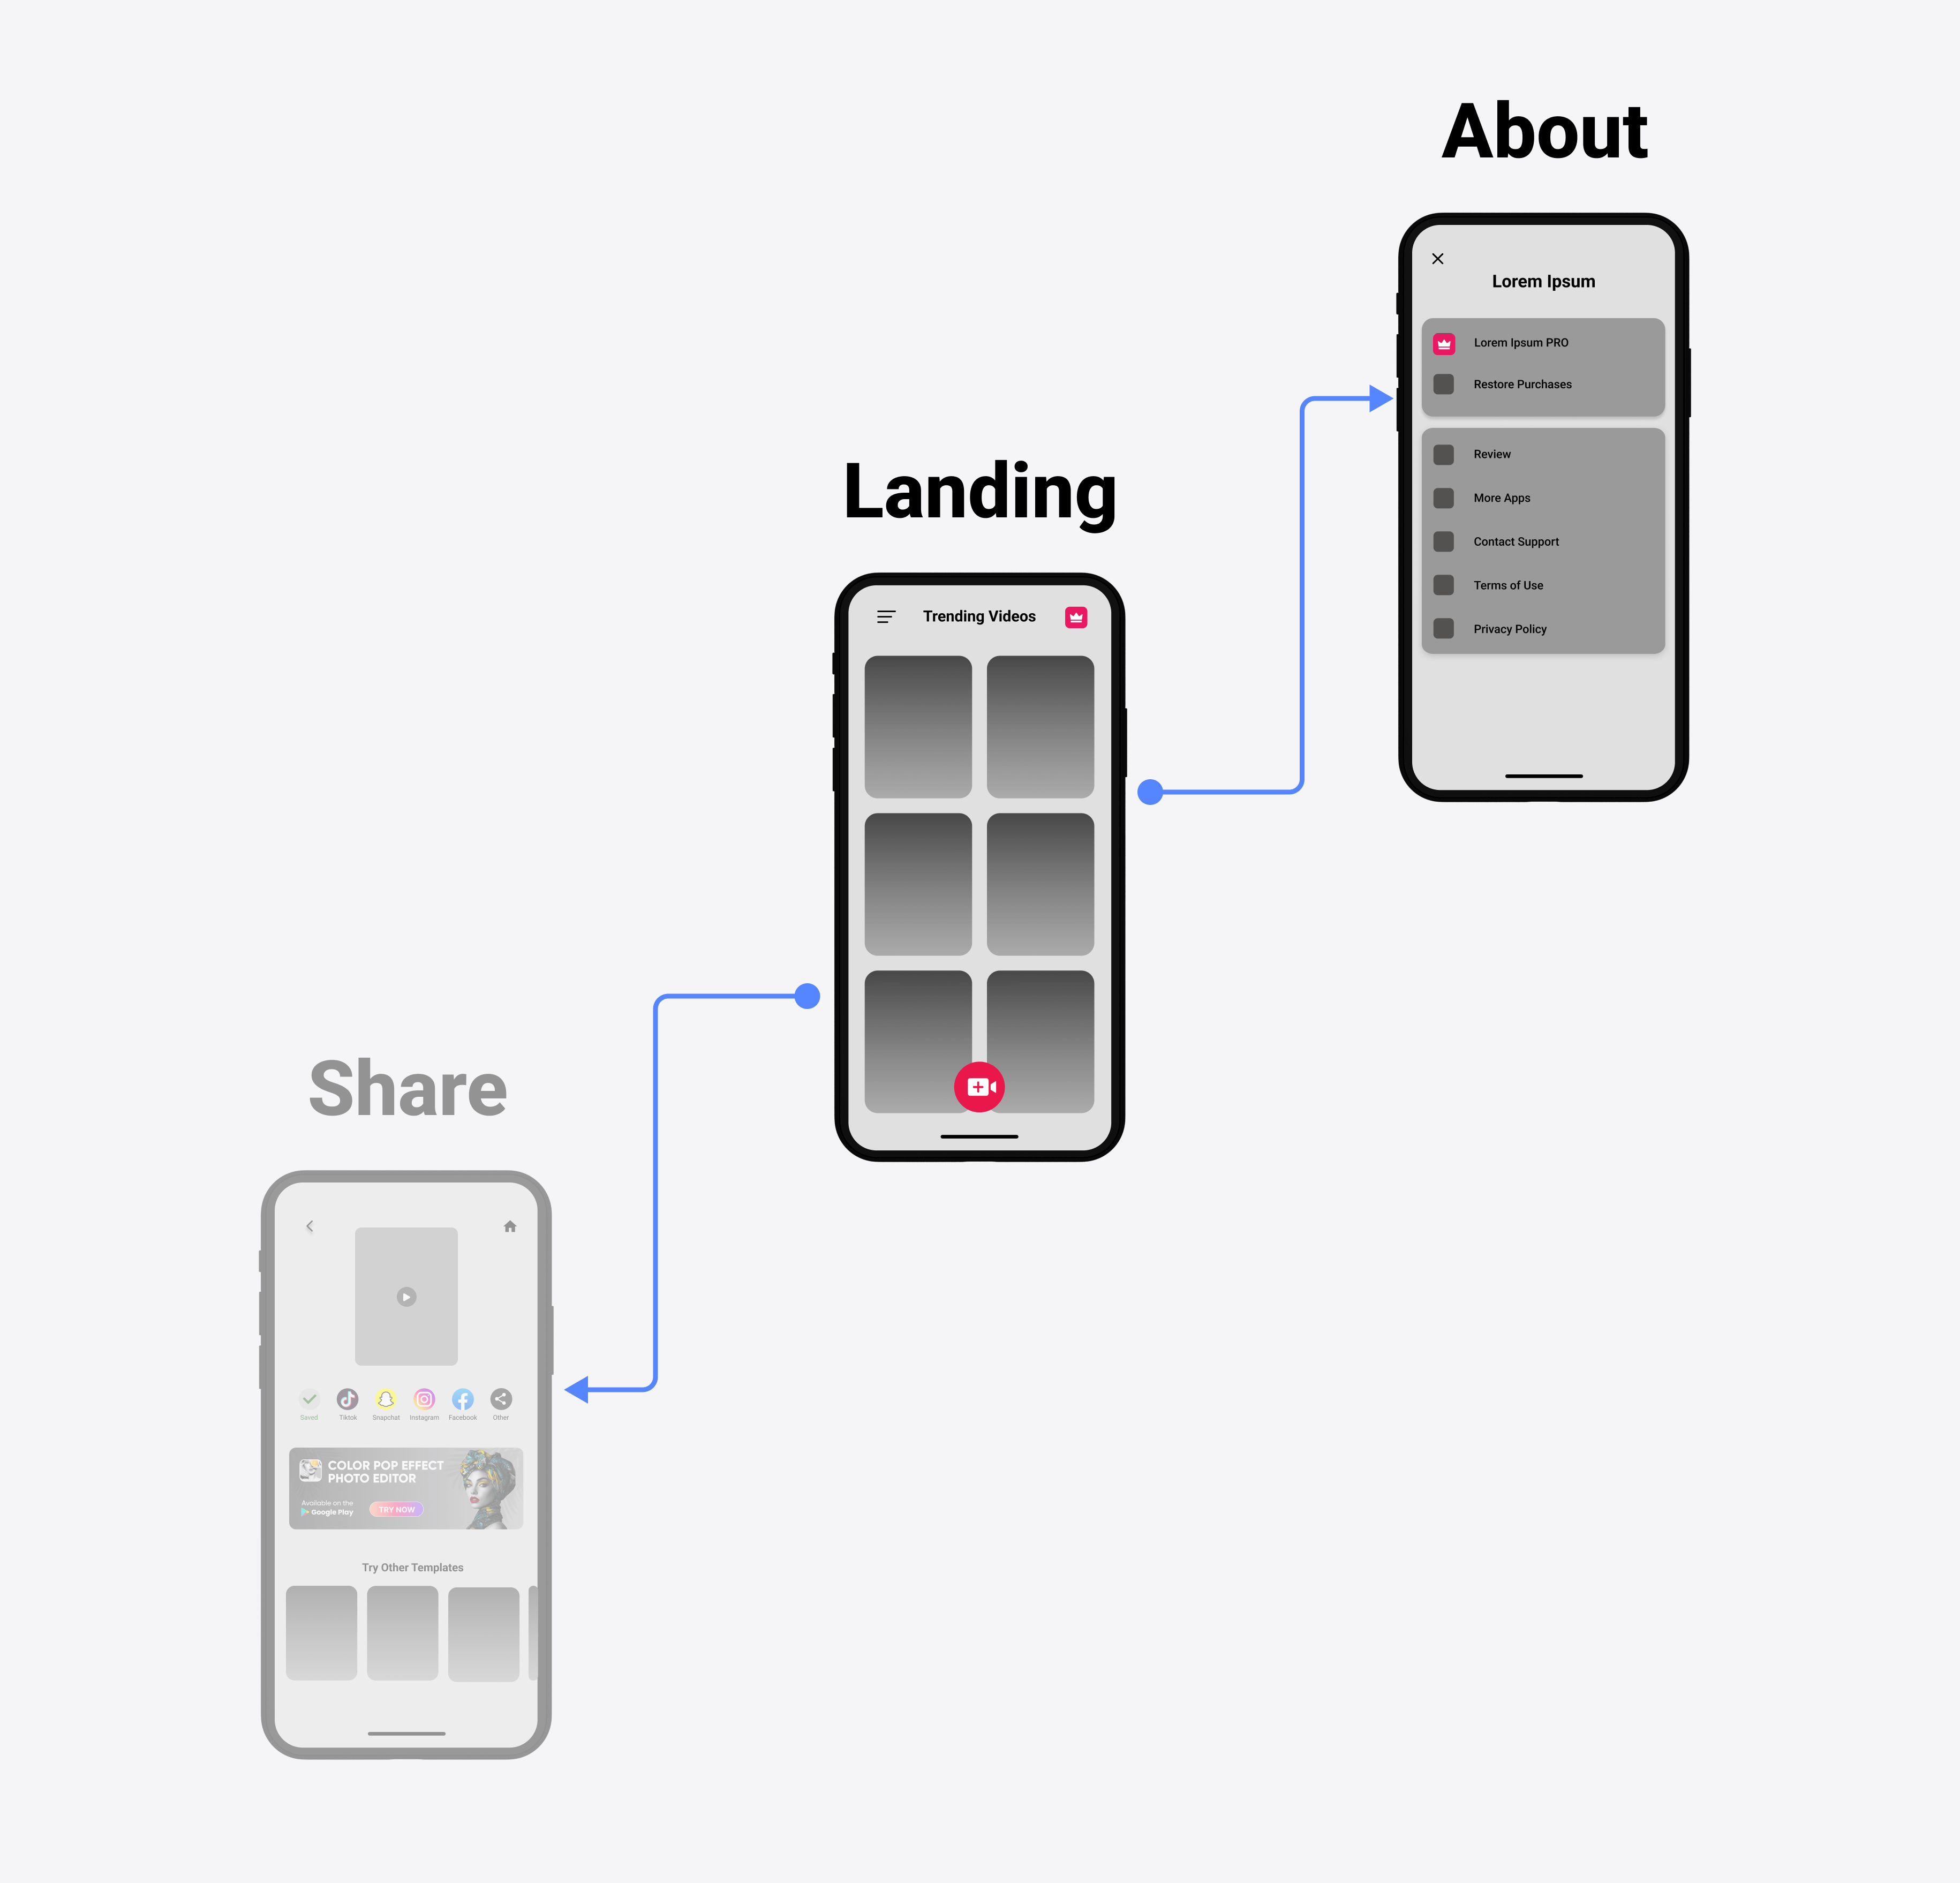 About
Lorem Ipsum
Lorem Ipsum PRO
Restore Purchases
Review
More Apps
Contact Support
Terms of Use
Privacy Policy
Landing
Trending Videos
Share
Saved
Tiktok
Snapchat
Instagram
Facebook
Other
COLOR POP EFFECT
PHOTO EDITOR
Available on the
Google Play
TRY NOW
Try Other Templates